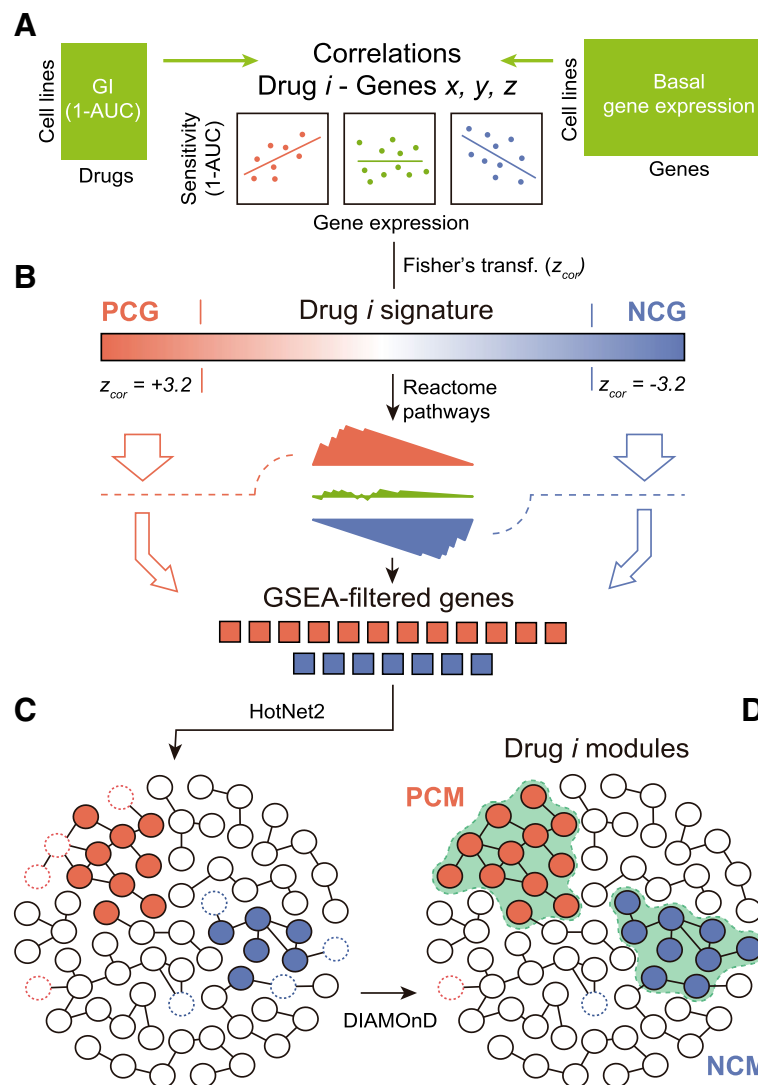 A
Cell lines
GI
(1-AUC)
Drugs
Correlations
Drug i - Genes x, y, z
Cell lines
Basal
gene expression
Genes
Sensitivity
(1-AUC)
Gene expression
Fisher's transf. (zcor)
B
PCG
Drug i signature
NCG
zcor = +3.2
Reactome
pathways
zcor = -3.2
GSEA-filtered genes
C
HotNet2
D
Drug i modules
PCM
DIAMOnD
NCM